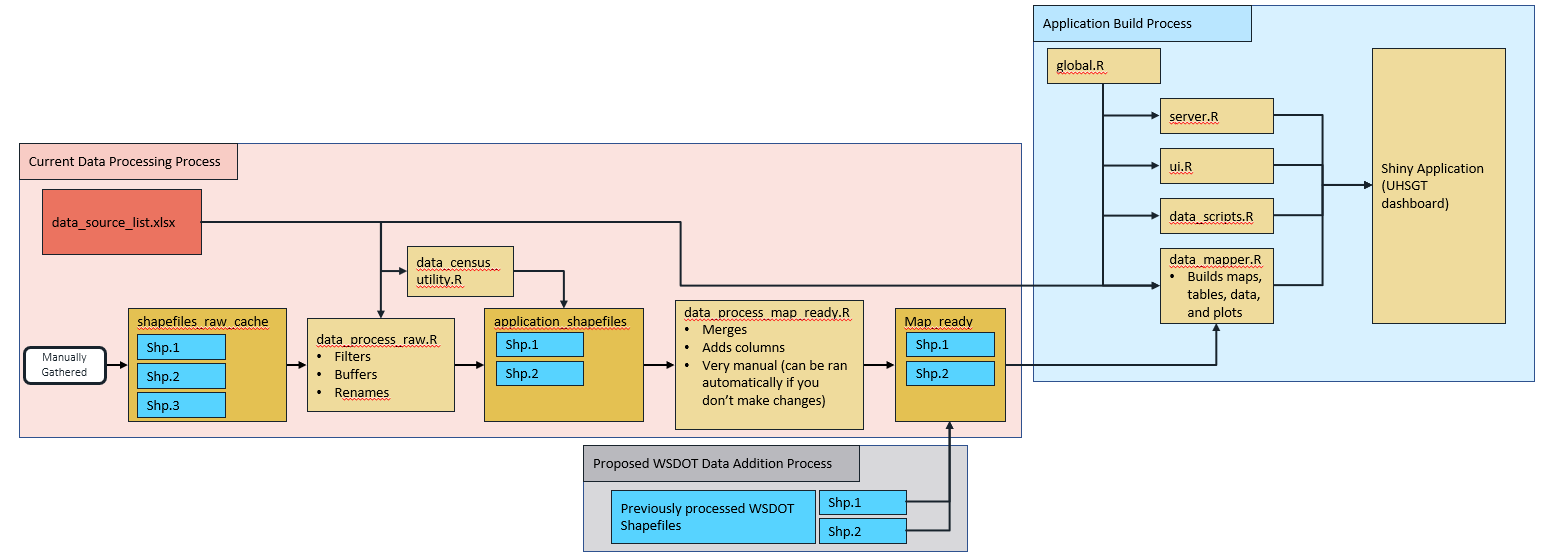 Application Build Process
global.R
server.R
ui.R
data_scripts.R
data_mapper.R
• Builds maps,
tables, data,
and plots
Shiny Application
(UHSGT
dashboard)
Current Data Processing Process
data_source_list.xlsx
data_census_
utility.R
Manually
Gathered
shapefiles_raw_cache
Shp.1
Shp.2
Shp.3
data_process_raw.R
• Filters
• Buffers
• Renames
application_shapefiles
Shp.1
Shp.2
data_process_map_ready.R
• Merges
• Adds columns
• Very manual (can be ran
automatically if you
don’t make changes)
Map_ready
Shp.1
Shp.2
Proposed WSDOT Data Addition Process
Previously processed WSDOT
Shapefiles
Shp.1
Shp.2